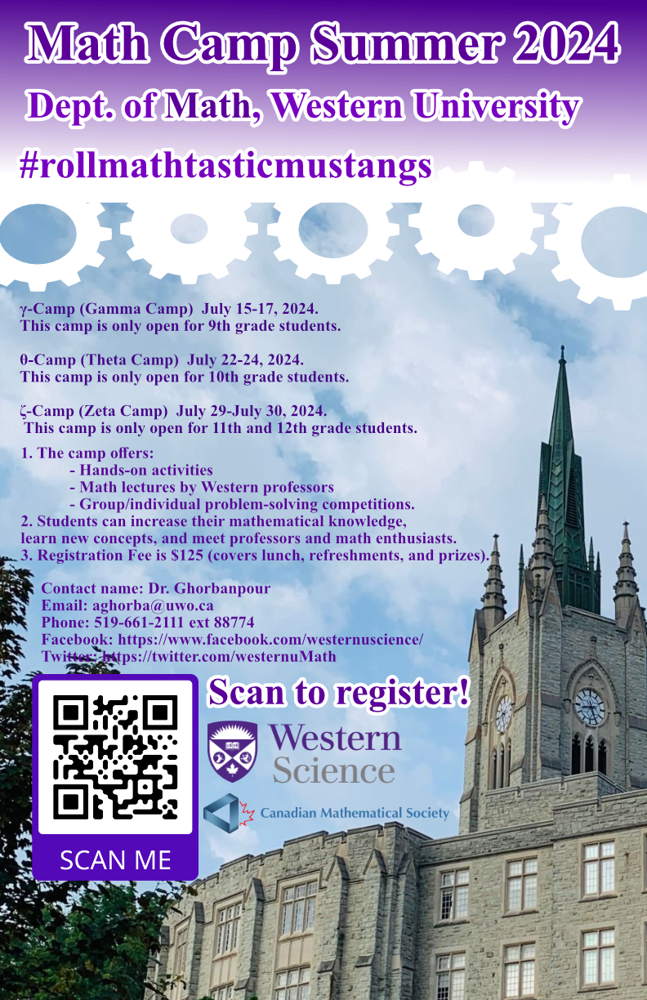 Math Camp Summer 2024
Dept. of Math, Western University
#rollmathtasticmustangs
γ-Camp (Gamma Camp)  July 15-17, 2024.
This camp is only open for 9th grade students.
θ-Camp (Theta Camp)  July 22-24, 2024.
This camp is only open for 10th grade students.
ζ-Camp (Zeta Camp)  July 29-July 30, 2024.
This camp is only open for 11th and 12th grade students.
1. The camp offers:
- Hands-on activities
- Math lectures by Western professors
- Group/individual problem-solving competitions.
2. Students can increase their mathematical knowledge,
learn new concepts, and meet professors and math enthusiasts.
3. Registration Fee is $125 (covers lunch, refreshments, and prizes).
Contact name: Dr. Ghorbanpour
Email: aghorba@uwo.ca
Phone: 519-661-2111 ext 88774
Facebook: https://www.facebook.com/westernuscience/
Twitter: https://twitter.com/westernuMath
Scan to register!
Western
Science
Canadian Mathematical Society
SCAN ME